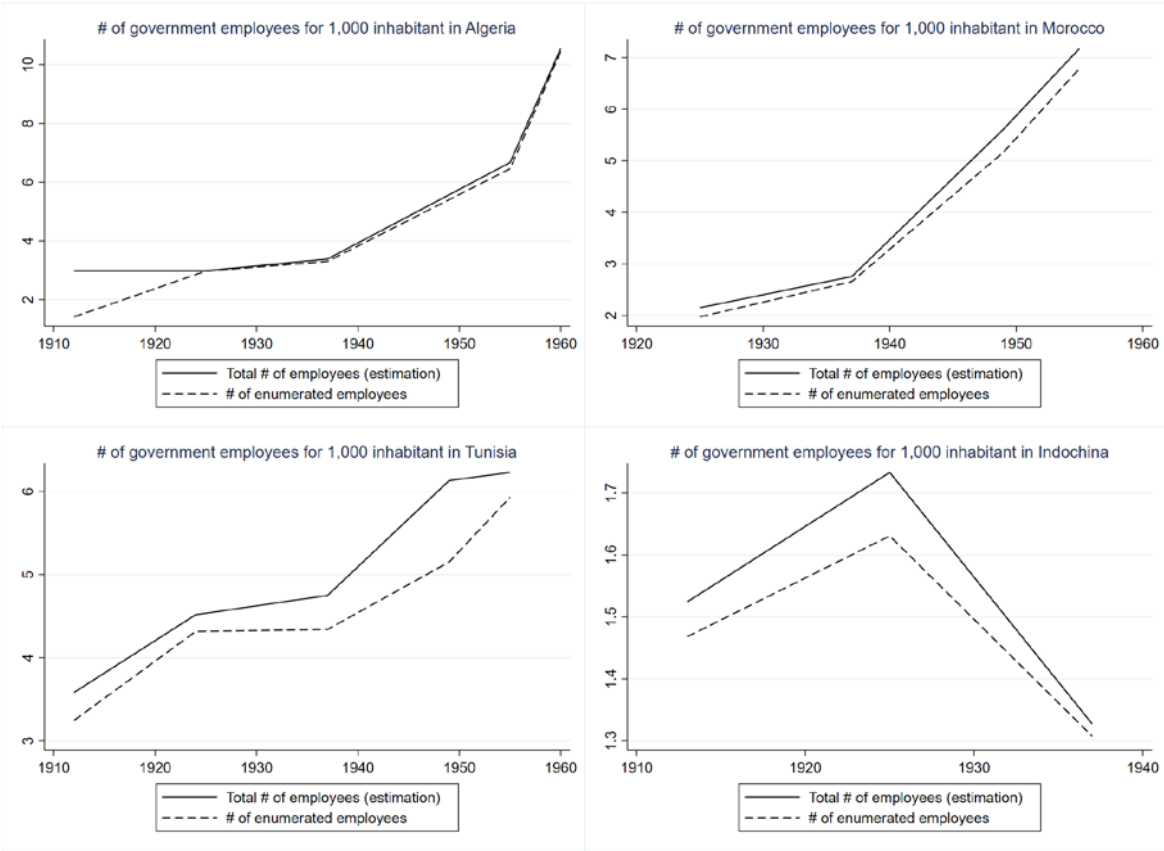 # of government employees for 1,000 inhabitant in Algeria
10
8
6
4
2
1910 1920 1930 1940 1950 1960
Total # of employees (estimation)
# of enumerated employees
# of government employees for 1,000 inhabitant in Morocco
7
6
5
4
3
2
1920 1930 1940 1950 1960
Total # of employees (estimation)
# of enumerated employees
# of government employees for 1,000 inhabitant in Tunisia
6
5
4
3
1910 1920 1930 1940 1950 1960
Total # of employees (estimation)
# of enumerated employees
# of government employees for 1,000 inhabitant in Indochina
1.7
1.6
1.5
1.4
1.3
1910 1920 1930 1940
Total # of employees (estimation)
# of enumerated employees